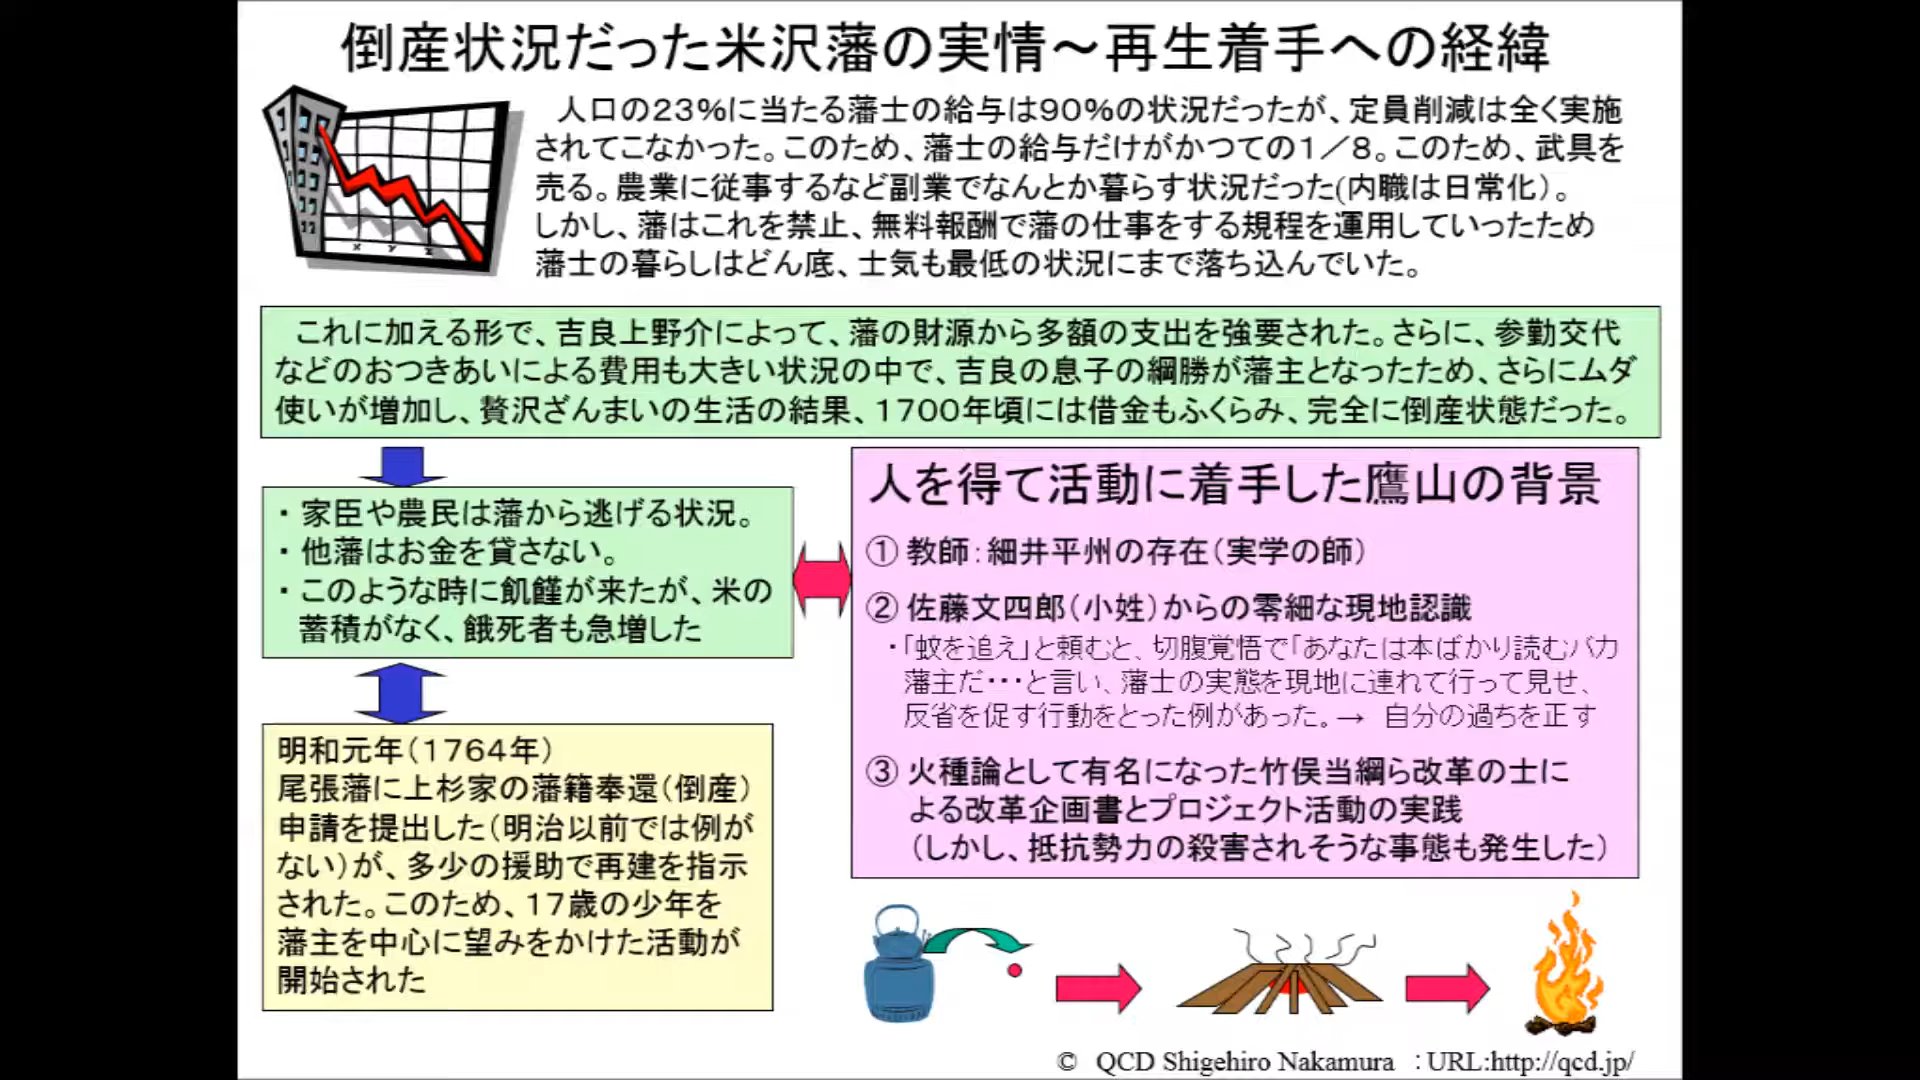 倒産状況だった米沢藩の実情～再生着手への経緯
人口の23%に当たる藩士の給与は90%の状況だったが、定員削減は全く実施
されてこなかった。このため、藩士の給与だけがかつての1／8。このため、武具を
売る。農業に従事するなど副業でなんとか暮らす状況だった(内職は日常化）。
しかし、藩はこれを禁止、無料報酬で藩の仕事をする規程を運用していったため
藩士の暮らしはどん底、士気も最低の状況にまで落ち込んでいた。
これに加える形で、吉良上野介によって、藩の財源から多額の支出を強要された。さらに、参勤交代
などのおつきあいによる費用も大きい状況の中で、吉良の息子の綱勝が藩主となったため、さらにムダ
使いが増加し、贅沢ざんまいの生活の結果、1700年頃には借金もふくらみ、完全に倒産状態だった。
・家臣や農民は藩から逃げる状況。
・他藩はお金を貸さない。
・このような時に飢饉が来たが、米の
蓄積がなく、餓死者も急増した
明和元年（1764年）
尾張藩に上杉家の藩籍奉還（倒産）
申請を提出した（明治以前では例が
ない）が、多少の援助で再建を指示
された。このため、17歳の少年を
藩主を中心に望みをかけた活動が
開始された
人を得て活動に着手した鷹山の背景
① 教師：細井平州の存在（実学の師）
② 佐藤文四郎（小姓）からの零細な現地認識
・「蚊を追え」と頼むと、切腹覚悟で「あなたは本ばかり読むバカ
藩主だ・・・と言い、藩士の実態を現地に連れて行って見せ、
反省を促す行動をとった例があった。→ 自分の過ちを正す
③ 火種論として有名になった竹俣当綱ら改革の士に
よる改革企画書とプロジェクト活動の実践
（しかし、抵抗勢力の殺害されそうな事態も発生した）
© QCD Shigehiro Nakamura ：URL:http://qcd.jp/